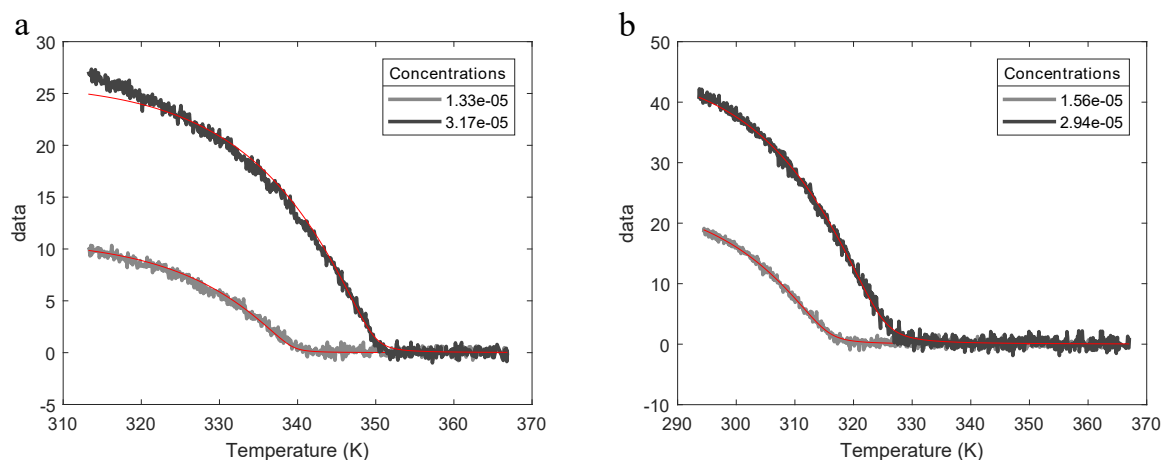 a
30
25
20
15
10
5
0
-5
data
310 320 330 340 350 360 370
Temperature (K)
Concentrations
1.33e-05
3.17e-05
b
50
40
30
20
10
0
-10
data
290 300 310 320 330 340 350 360 370
Temperature (K)
Concentrations
1.56e-05
2.94e-05